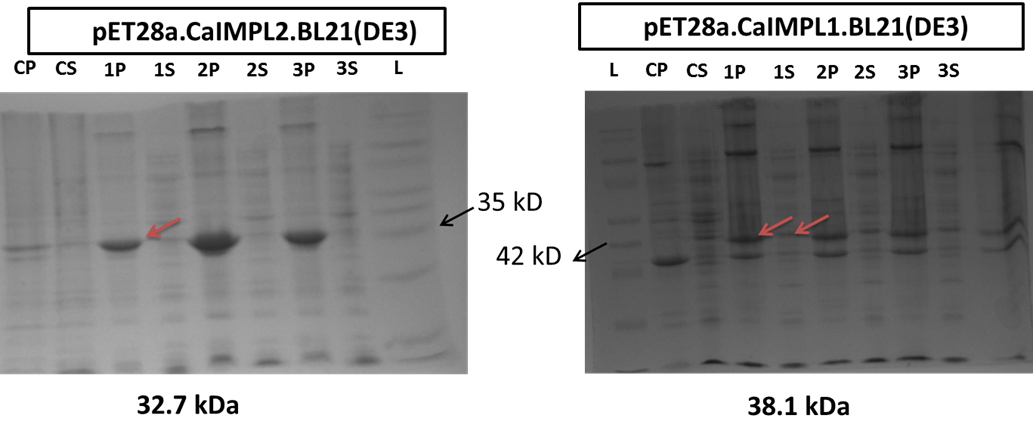 pET28a.CaIMPL2.BL21(DE3)
CP CS 1P 1S 2P 2S 3P 3S L
35 kD
32.7 kDa
pET28a.CaIMPL1.BL21(DE3)
L CP CS 1P 1S 2P 2S 3P 3S
42 kD
38.1 kDa